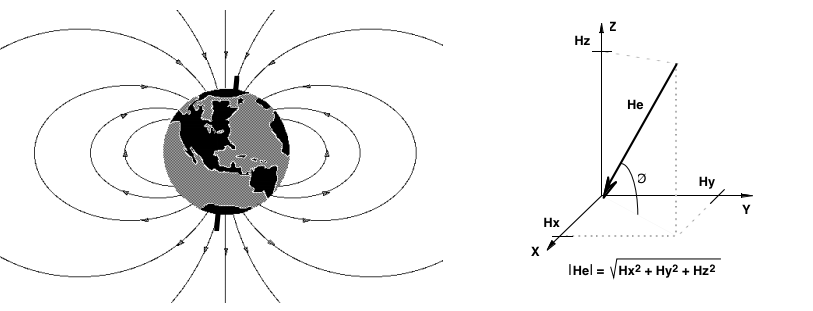 Z
Hz
He
Ø
Hy
Y
Hx
X
|He| = √Hx² + Hy² + Hz²